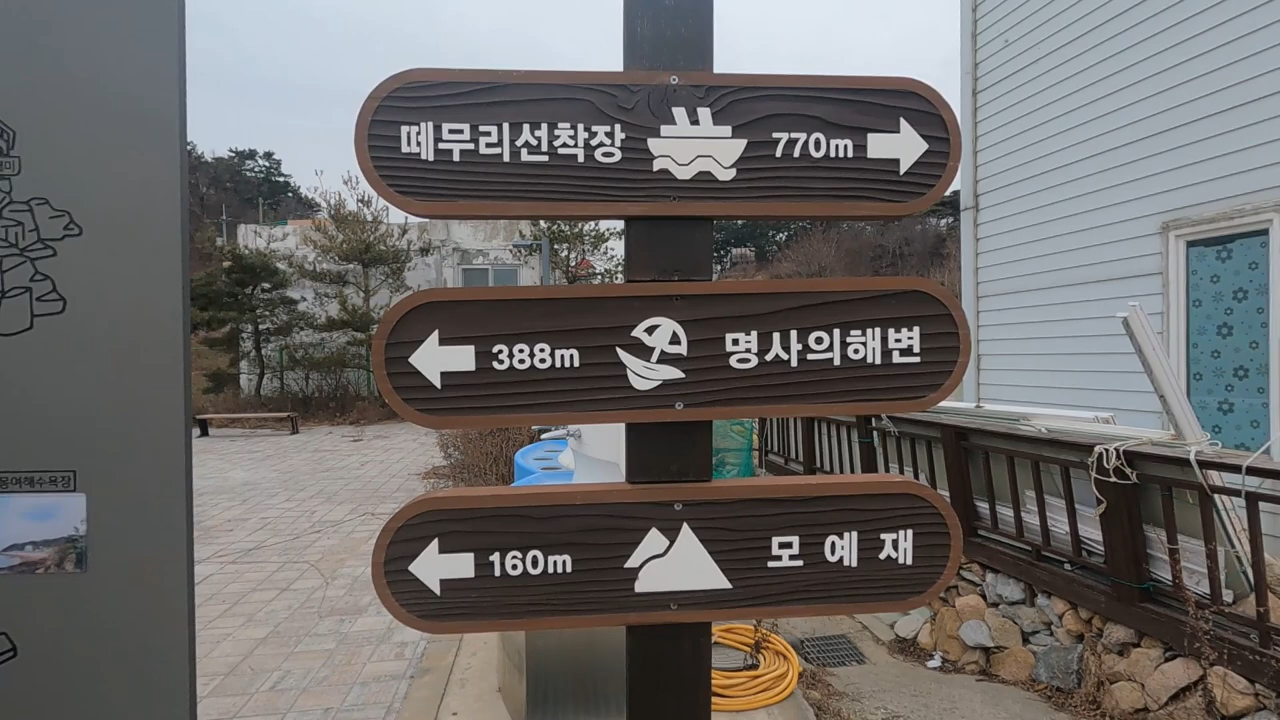 떼무리선착장 770m
388m 명사의해변
160m 모 예 재
여해수욕장